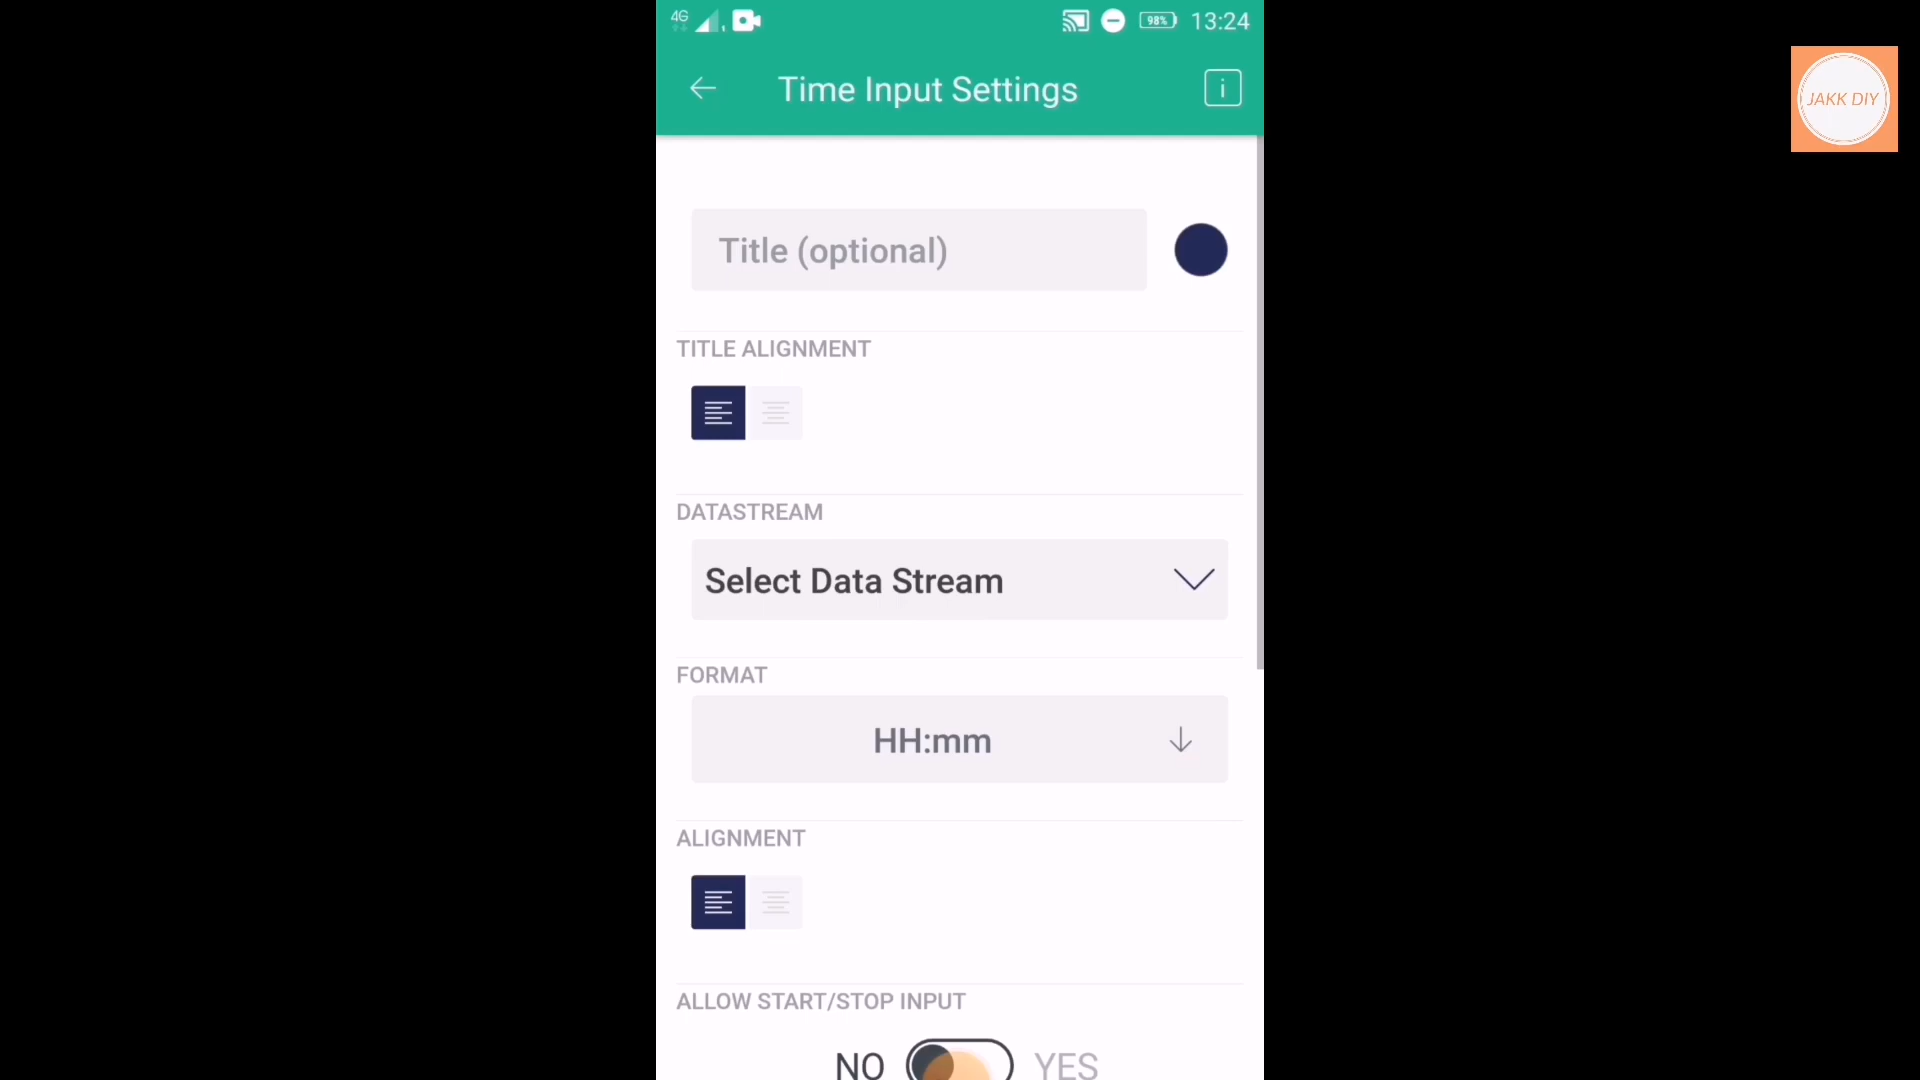 4G 98% 13:24
Time Input Settings
JAKK DIY
Title (optional)
TITLE ALIGNMENT
DATASTREAM
Select Data Stream
FORMAT
HH:mm
ALIGNMENT
ALLOW START/STOP INPUT
NO YES